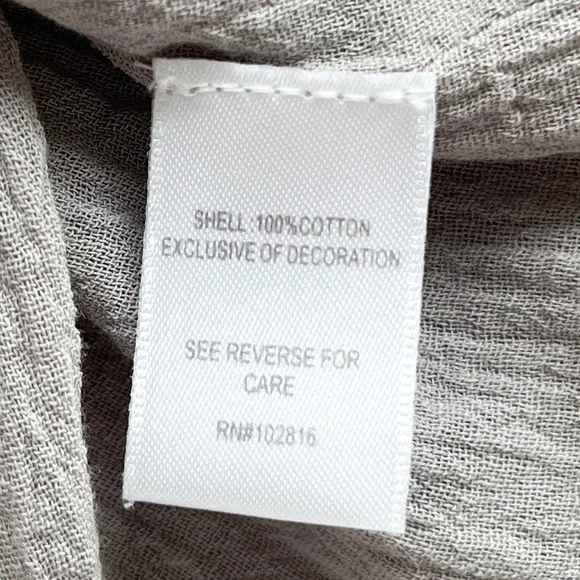 SHELL :100%COTTON
EXCLUSIVE OF DECORATION
SEE REVERSE FOR
CARE
RN#102816